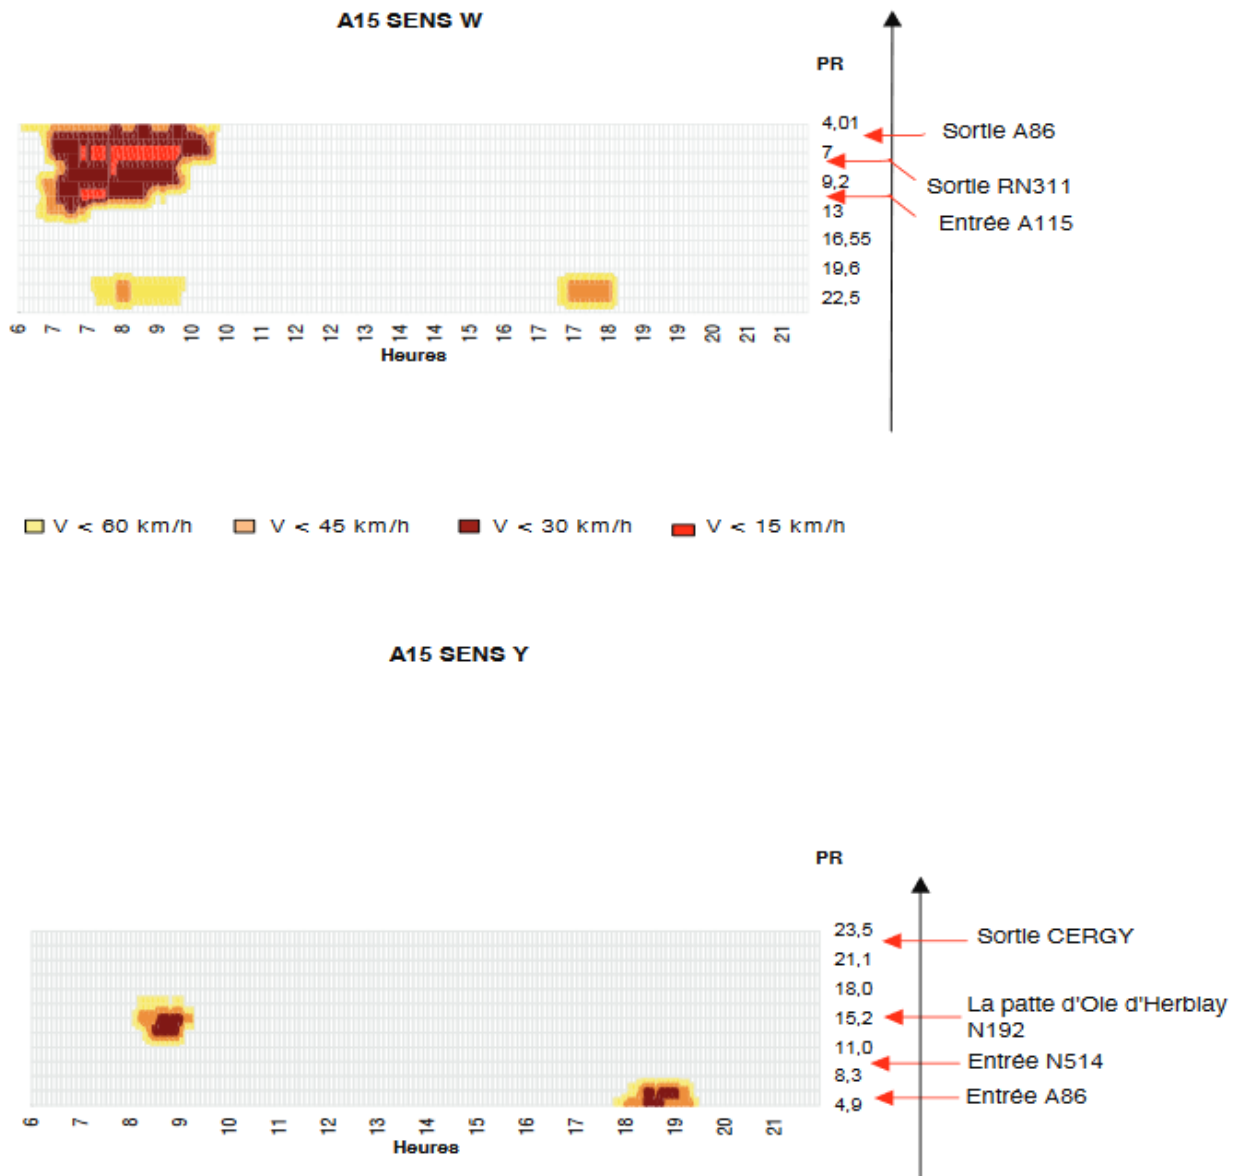 A15 SENS W
PR
4,01
Sortie A86
7
Sortie RN311
9,2
Entrée A115
13
16,55
19,6
22,5
6 7 7 8 9 10 10 11 12 13 14 14 15 16 17 17 18 19 19 20 21 21
Heures
V < 60 km/h V < 45 km/h V < 30 km/h V < 15 km/h
A15 SENS Y
PR
23,5
Sortie CERGY
21,1
18,0
La patte d'Oie d'Herblay
15,2
N192
11,0
Entrée N514
8,3
Entrée A86
4,9
6 7 8 9 10 11 12 13 14 15 16 17 18 19 20 21
Heures